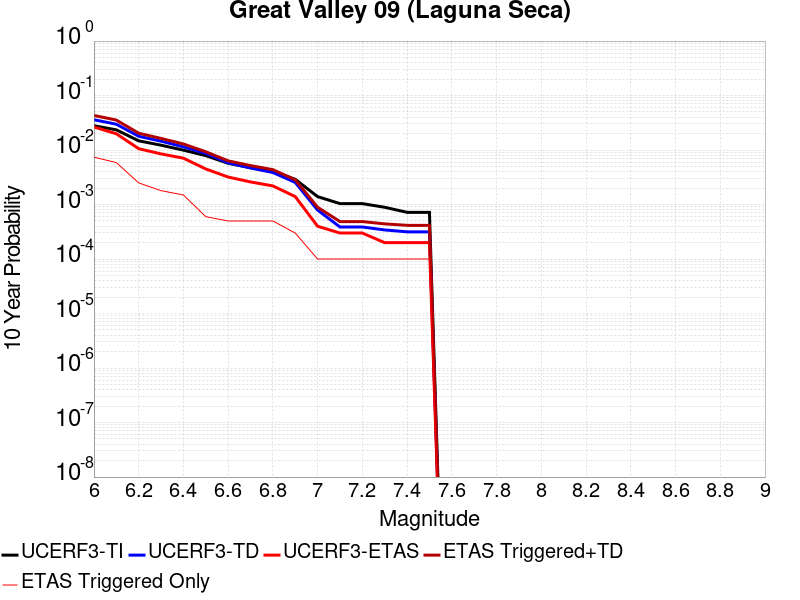 Great Valley 09 (Laguna Seca)
10 0
10 -1
10 -2
10 -3
10 -4
10 -5
10 -6
10 -7
10 -8
10 Year Probability
6 6.2 6.4 6.6 6.8 7 7.2 7.4 7.6 7.8 8 8.2 8.4 8.6 8.8 9
Magnitude
UCERF3-TI UCERF3-TD UCERF3-ETAS ETAS Triggered+TD
ETAS Triggered Only